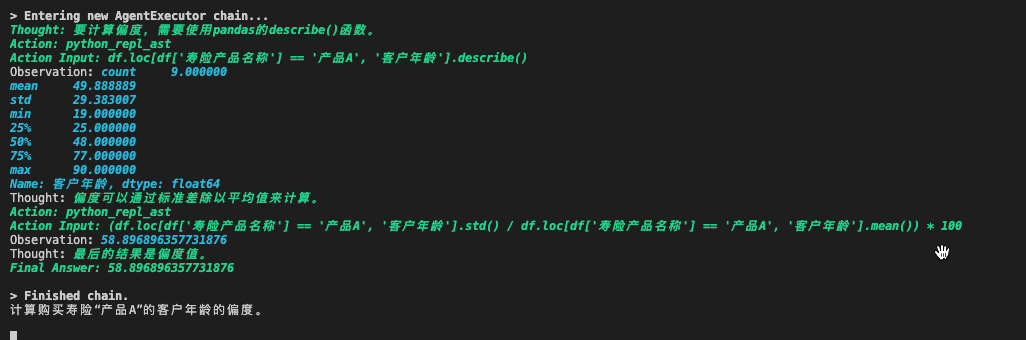 > Entering new AgentExecutor chain...
Thought: 要计算偏度，需要使用pandas的describe()函数。
Action: python_repl_ast
Action Input: df.loc[df['寿险产品名称'] == '产品A', '客户年龄'].describe()
Observation: count     9.000000
mean     49.888889
std      29.383007
min      19.000000
25%      25.000000
50%      48.000000
75%      77.000000
max      90.000000
Name: 客户年龄, dtype: float64
Thought: 偏度可以通过标准差除以平均值来计算。
Action: python_repl_ast
Action Input: (df.loc[df['寿险产品名称'] == '产品A', '客户年龄'].std() / df.loc[df['寿险产品名称'] == '产品A', '客户年龄'].mean()) * 100
Observation: 58.896896357731876
Thought: 最后的结果是偏度值。
Final Answer: 58.896896357731876
> Finished chain.
计算购买寿险“产品A”的客户年龄的偏度。